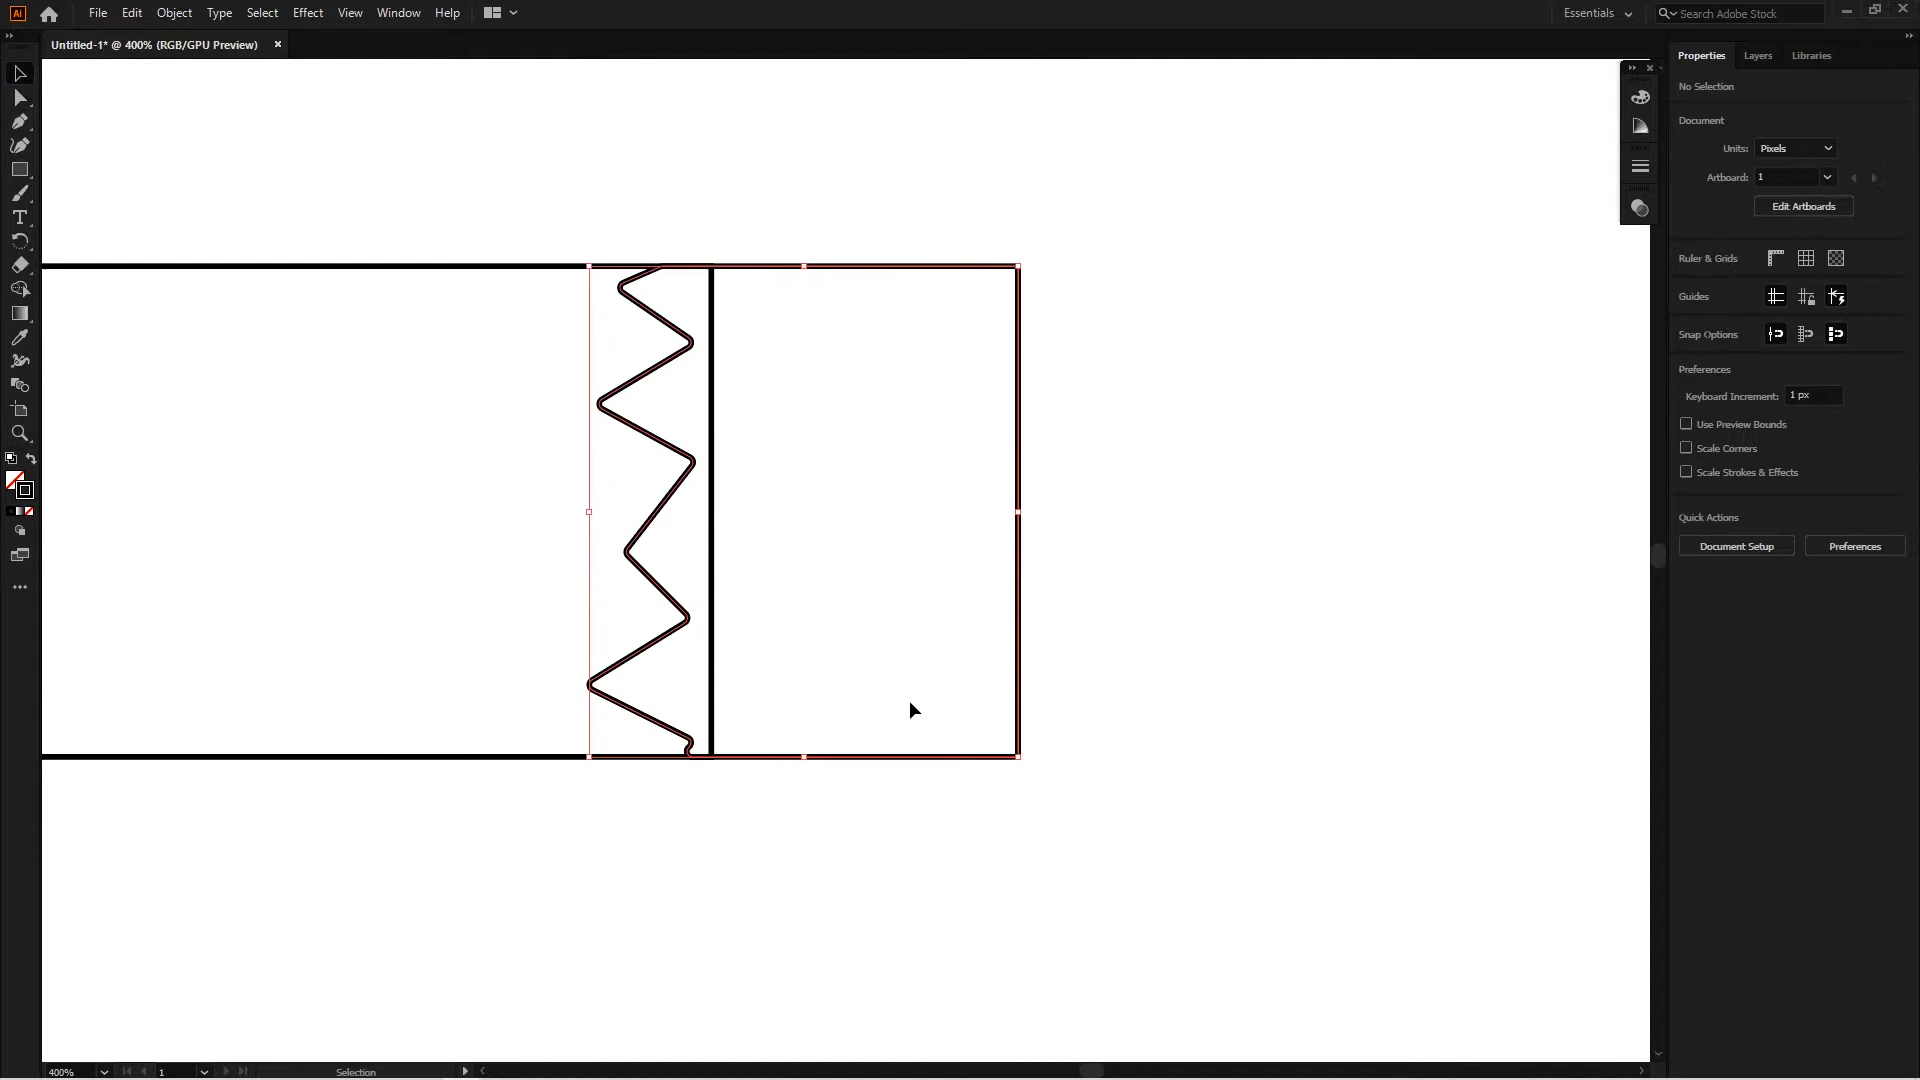 Ai File Edit Object Type Select Effect View Window Help
Essentials
Search Adobe Stock
Untitled-1* @ 400% (RGB/GPU Preview) ×
Properties Layers Libraries
No Selection
Document
Units: Pixels
Artboard: 1
Edit Artboards
Ruler & Grids
Guides
Snap Options
Preferences
Keyboard Increment: 1 px
Use Preview Bounds
Scale Corners
Scale Strokes & Effects
Quick Actions
Document Setup Preferences
400% 1 Selection